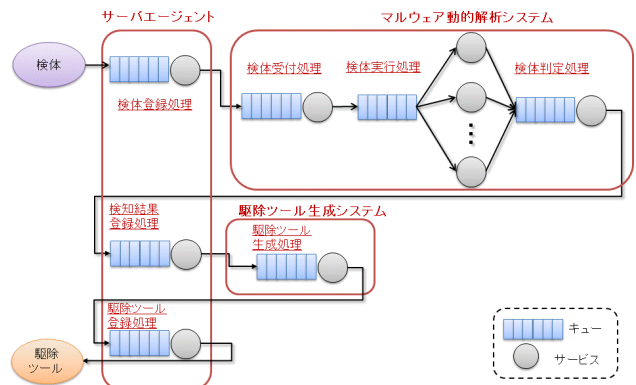 サーバエージェント
マルウェア動的解析システム
検体
検体登録処理
検体受付処理
検体実行処理
検体判定処理
検知結果
登録処理
駆除ツール生成システム
駆除ツール
生成処理
駆除ツール
登録処理
駆除
ツール
キュー
サービス